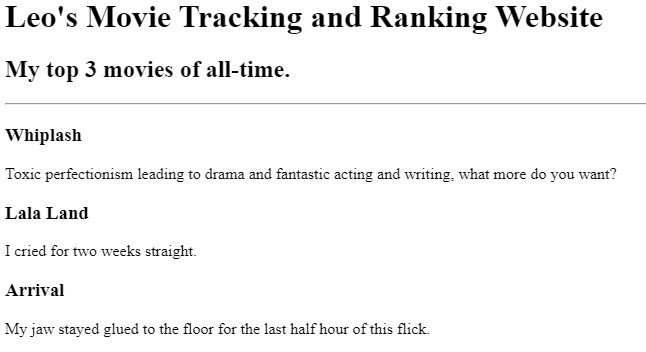 Leo's Movie Tracking and Ranking Website
My top 3 movies of all-time.
Whiplash
Toxic perfectionism leading to drama and fantastic acting and writing, what more do you want?
Lala Land
I cried for two weeks straight.
Arrival
My jaw stayed glued to the floor for the last half hour of this flick.